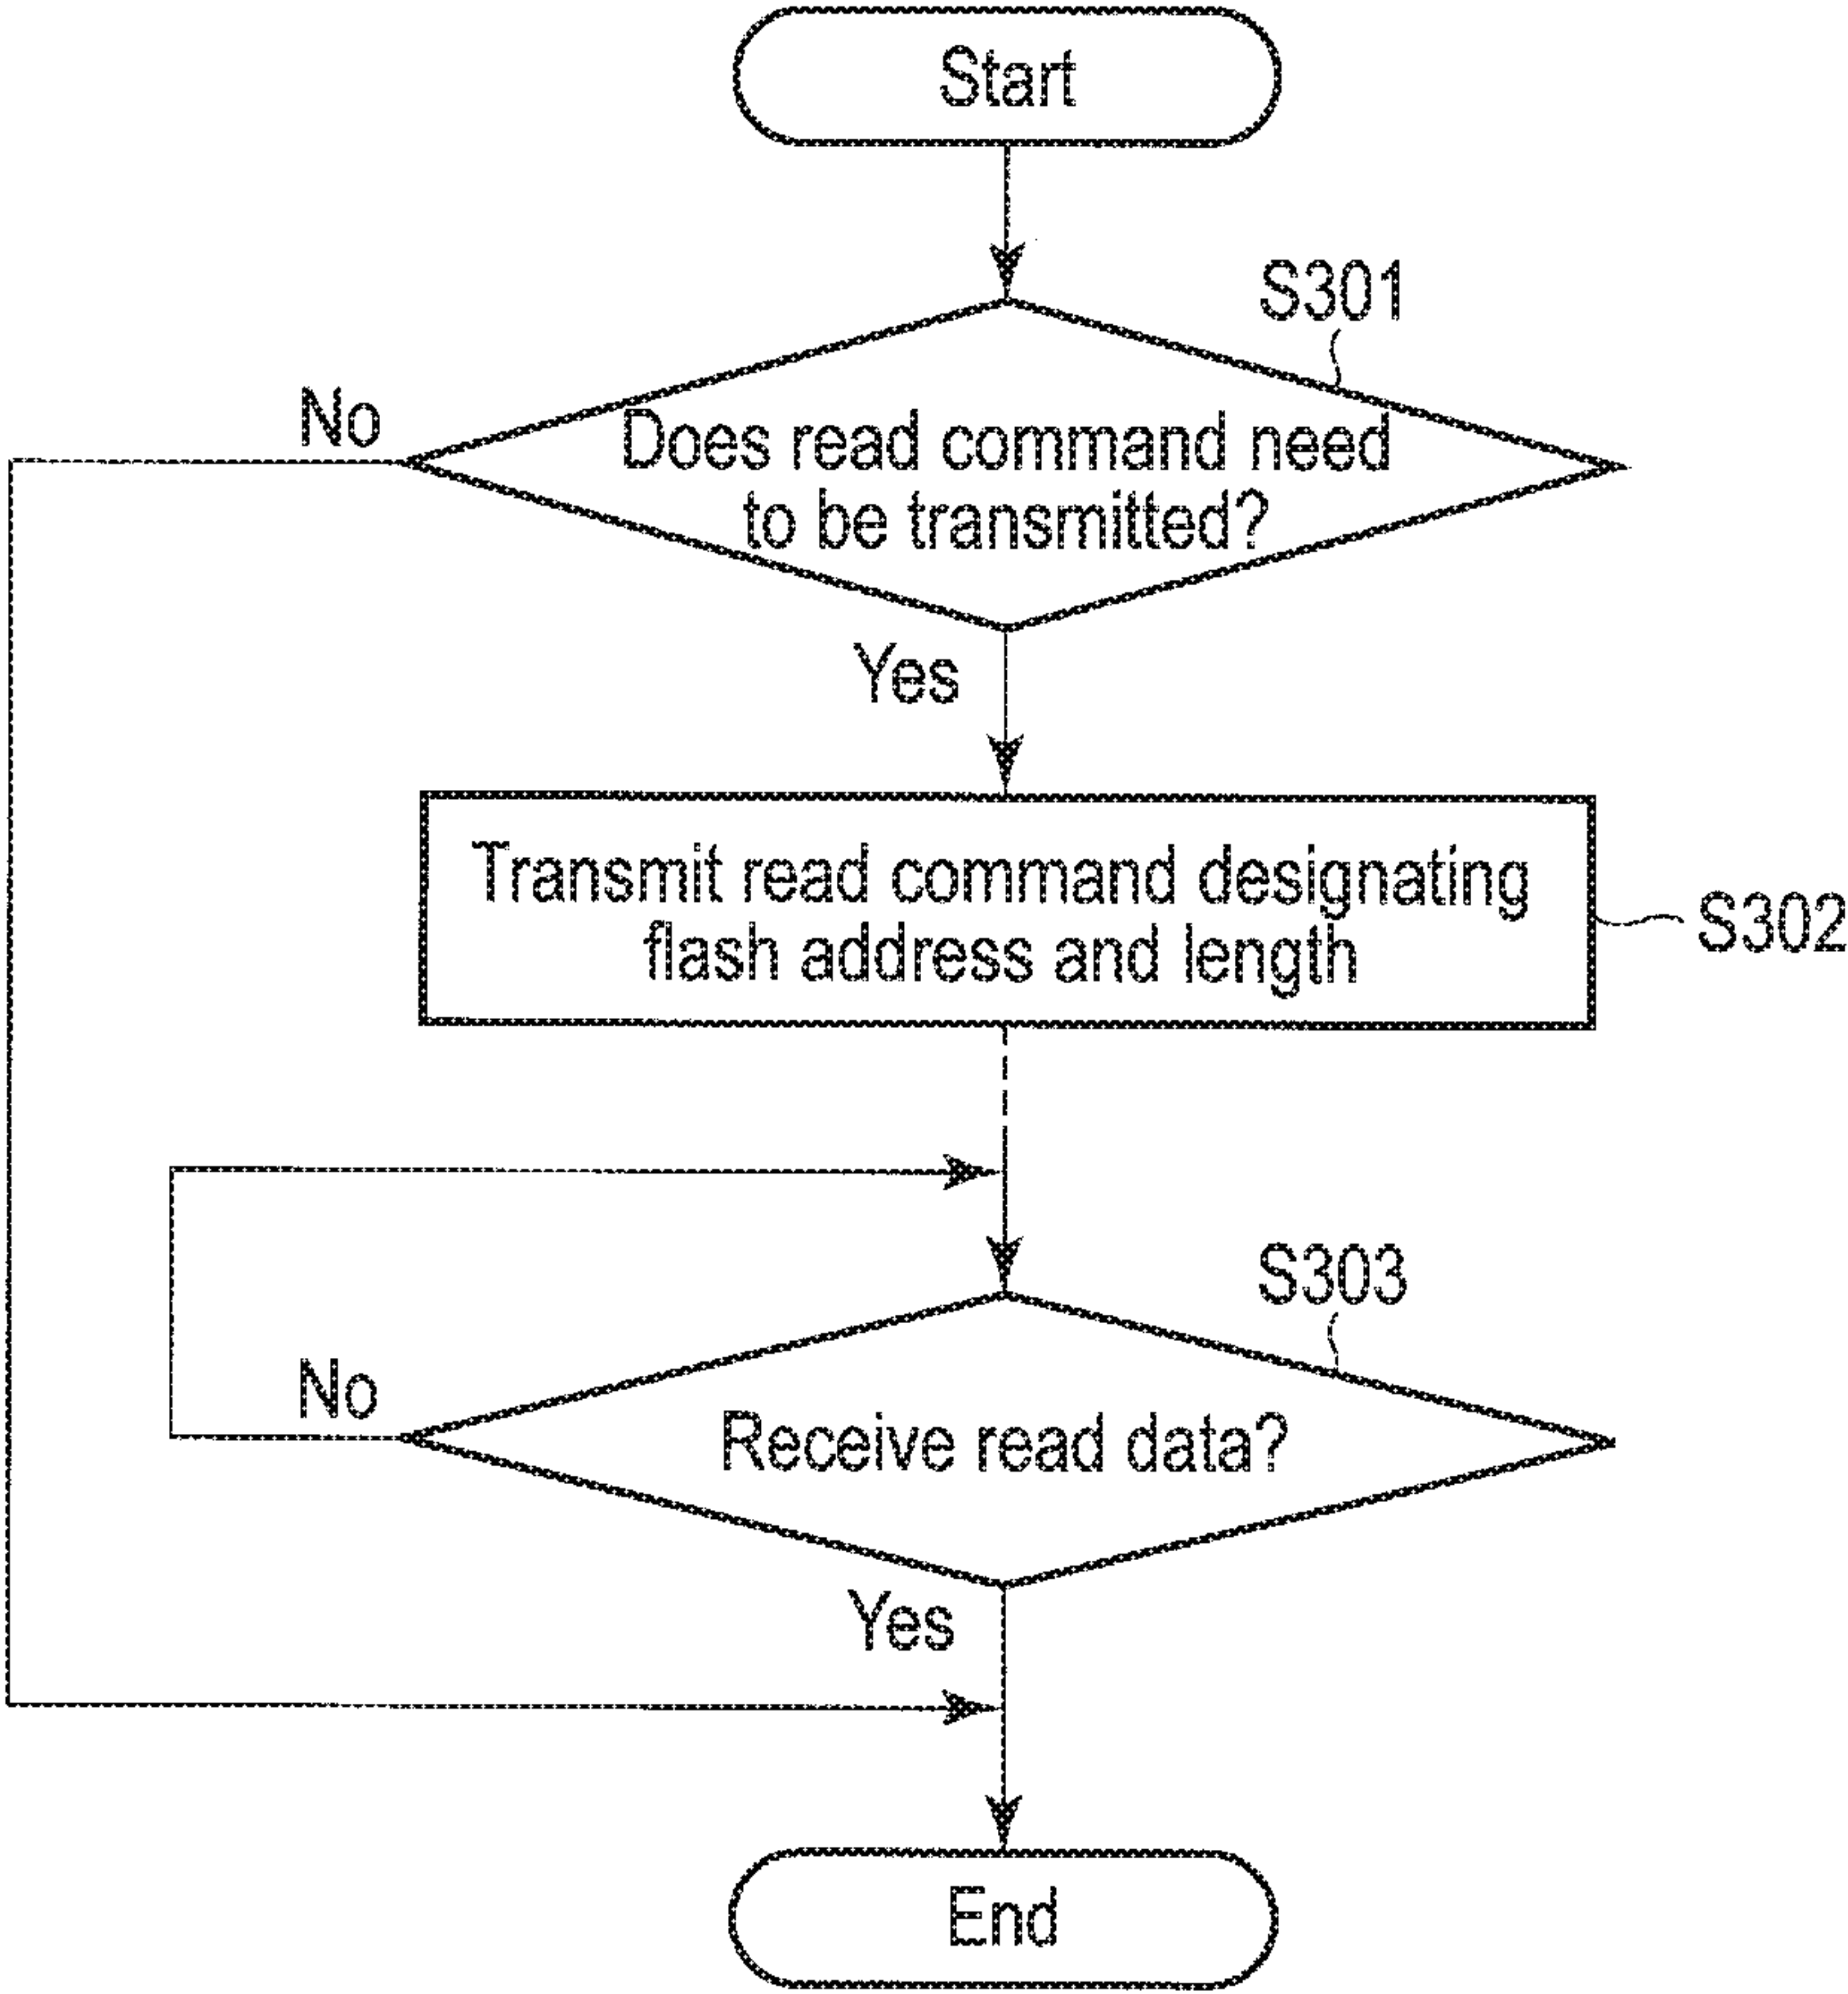 Start
S301
No
Does read command need
to be transmitted?
Yes
Transmit read command designating
flash address and length
S302
S303
No
Receive read data?
Yes
End